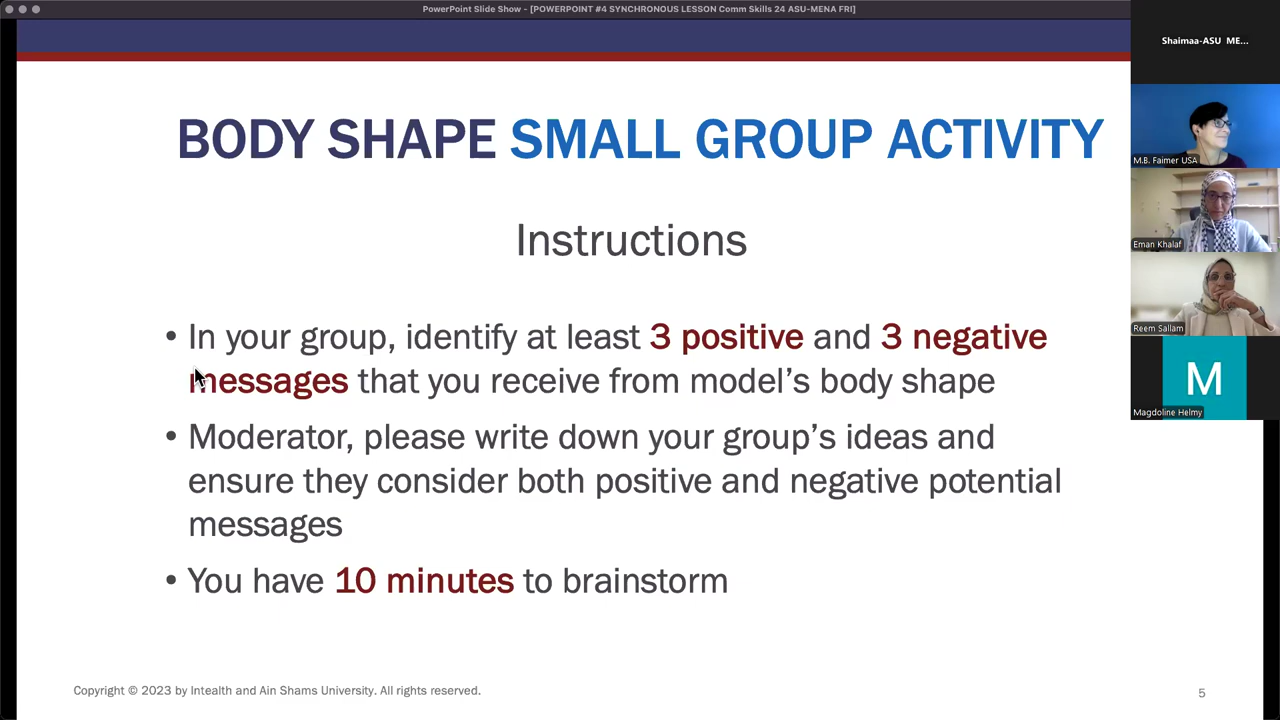 PowerPoint Slide Show - [POWERPOINT #4 SYNCHRONOUS LESSON Comm Skills 24 ASU-MENA FRI]
Shaimaa-ASU ME...
BODY SHAPE SMALL GROUP ACTIVITY
M.B. Faimer USA
Instructions
Eman Khalaf
• In your group, identify at least 3 positive and 3 negative
messages that you receive from model's body shape
Reem Sallam
M
Magdoline Helmy
• Moderator, please write down your group's ideas and
ensure they consider both positive and negative potential
messages
• You have 10 minutes to brainstorm
Copyright © 2023 by Intealth and Ain Shams University. All rights reserved.
5